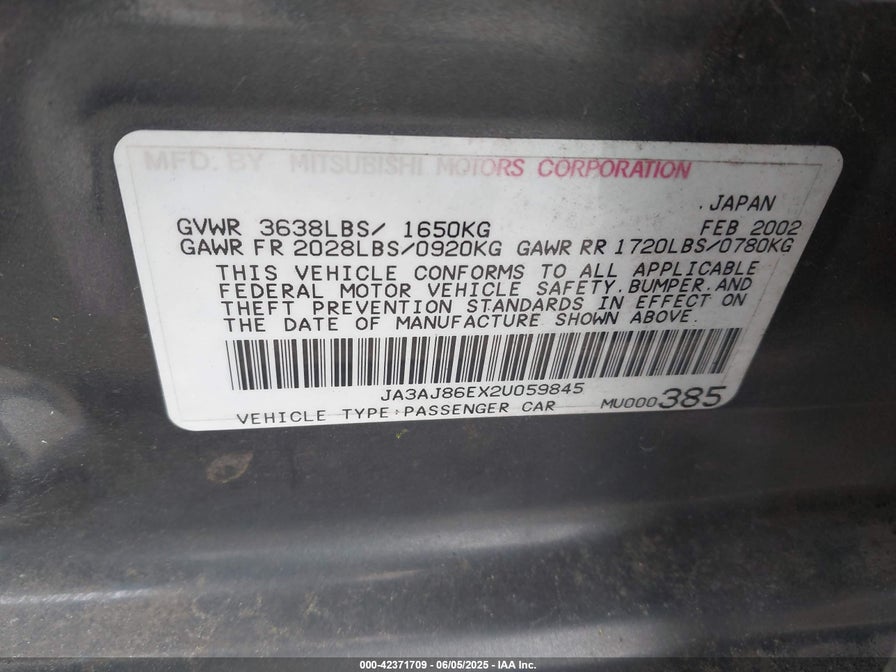 MFD. BY MITSUBISHI MOTORS CORPORATION
.JAPAN
GVWR 3638LBS/ 1650KG FEB 2002
GAWR FR 2028LBS/0920KG GAWR RR 1720LBS/0780KG
THIS VEHICLE CONFORMS TO ALL APPLICABLE
FEDERAL MOTOR VEHICLE SAFETY.BUMPER.AND
THEFT PREVENTION STANDARDS IN EFFECT ON
THE DATE OF MANUFACTURE SHOWN ABOVE.
JA3AJ86EX2U059845
VEHICLE TYPE:PASSENGER CAR MU000385
000-42371709 - 06/05/2025 - IAA Inc.